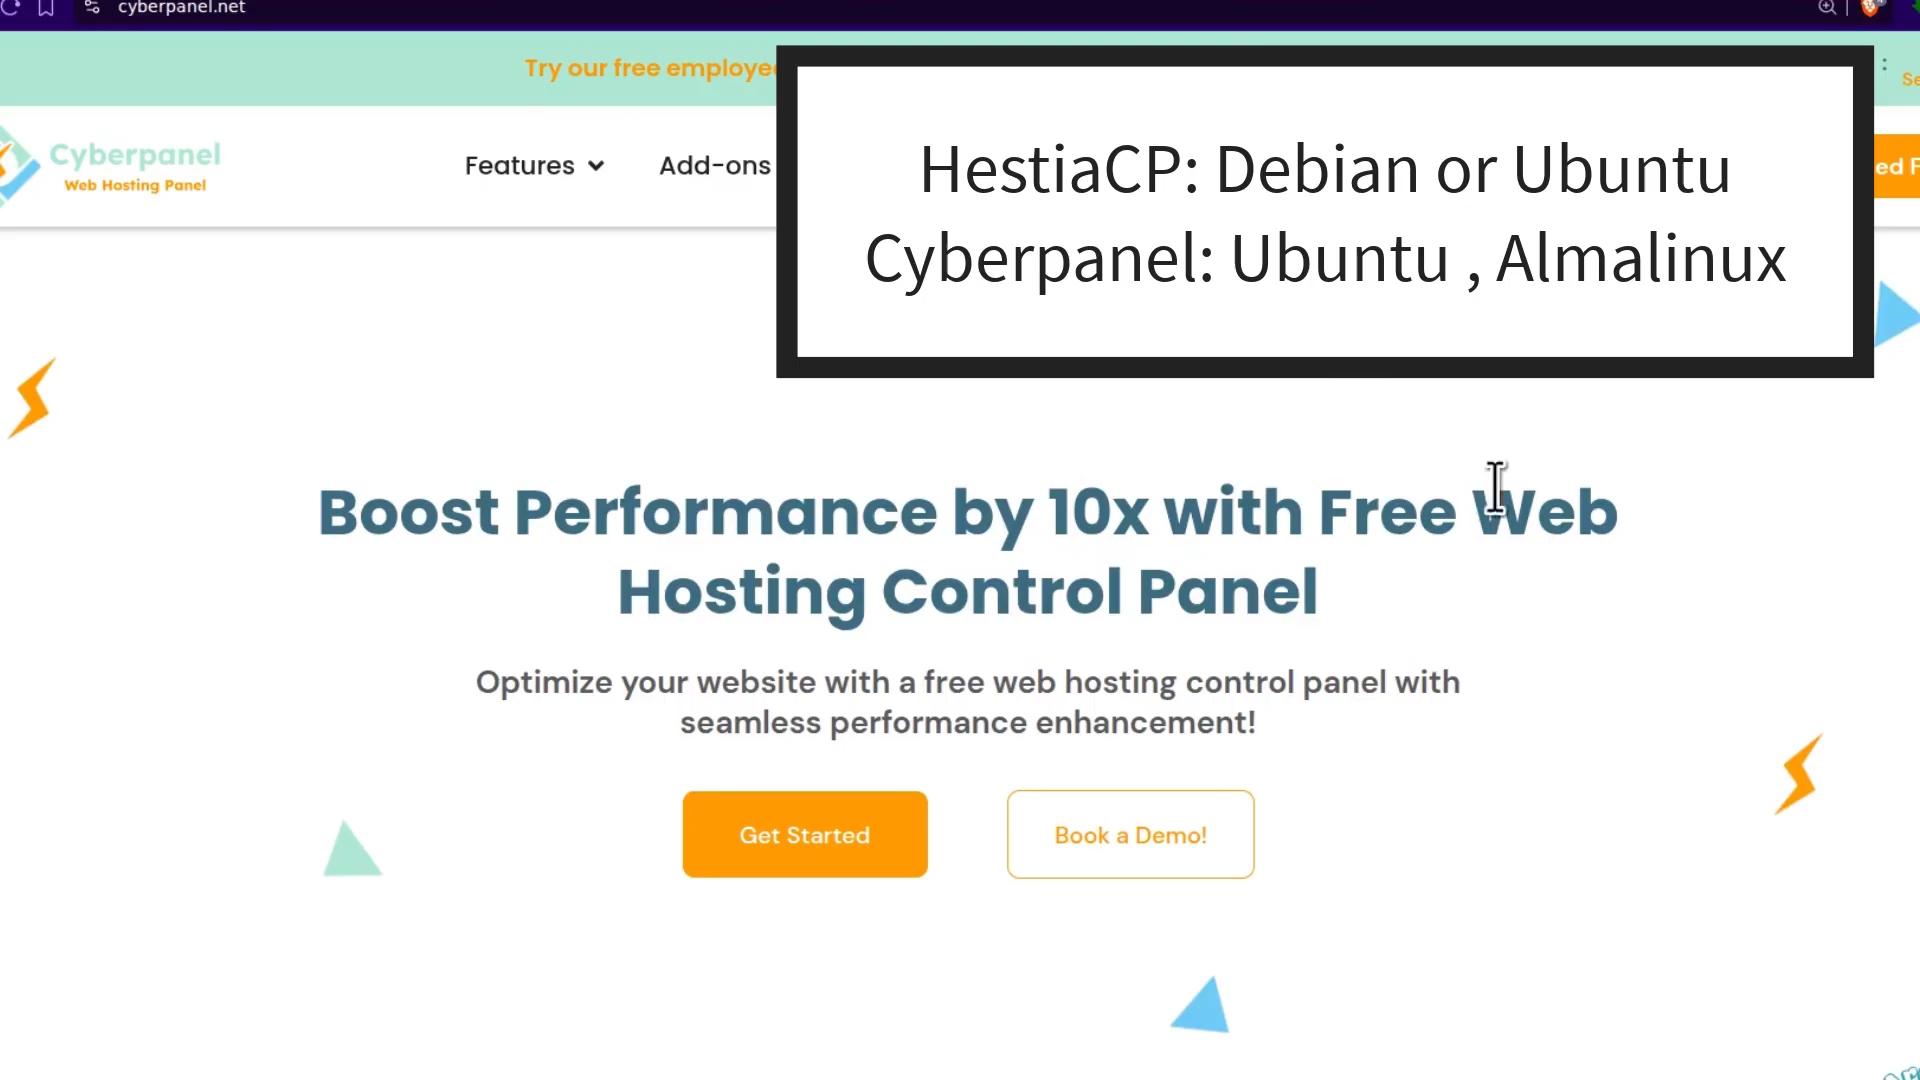 cyberpanel.net
Try our free employee
Se
Cyberpanel
Web Hosting Panel
Features
Add-ons
ed F
HestiaCP: Debian or Ubuntu
Cyberpanel: Ubuntu , Almalinux
Boost Performance by 10x with Free Web
Hosting Control Panel
Optimize your website with a free web hosting control panel with
seamless performance enhancement!
Get Started
Book a Demo!